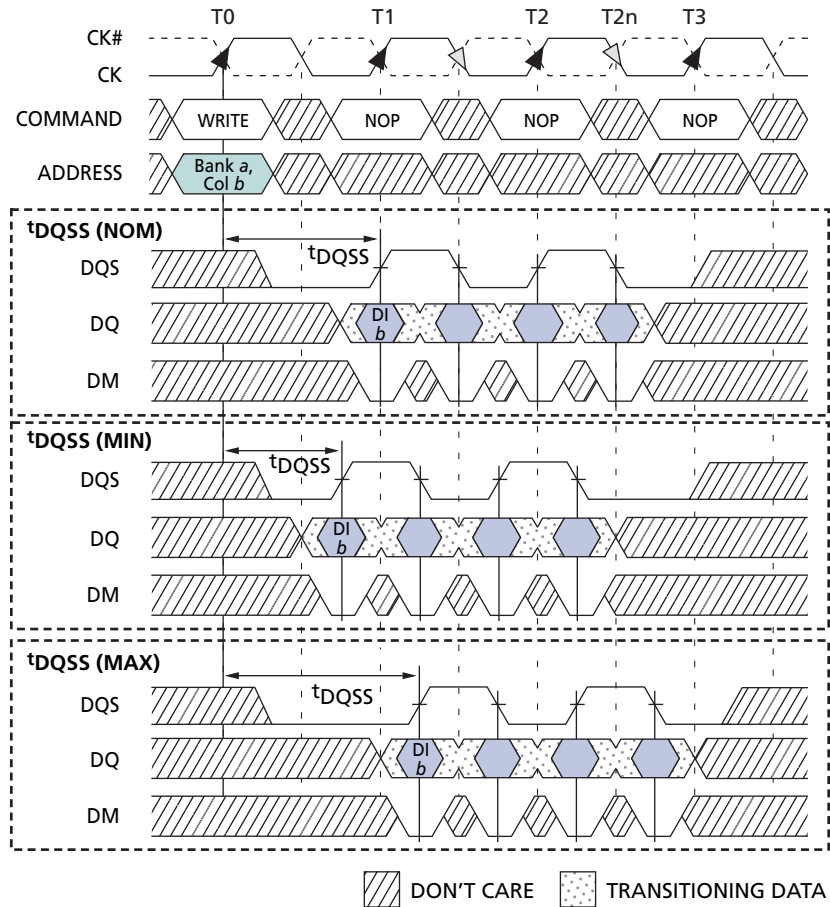 T0 T1 T2 T2n T3
CK#
CK
COMMAND WRITE NOP NOP NOP
ADDRESS Bank a,
Col b
tDQSS (NOM)
tDQSS
DQS
DQ DI
b
DM
tDQSS (MIN)
tDQSS
DQS
DQ DI
b
DM
tDQSS (MAX)
tDQSS
DQS
DQ DI
b
DM
DON'T CARE TRANSITIONING DATA